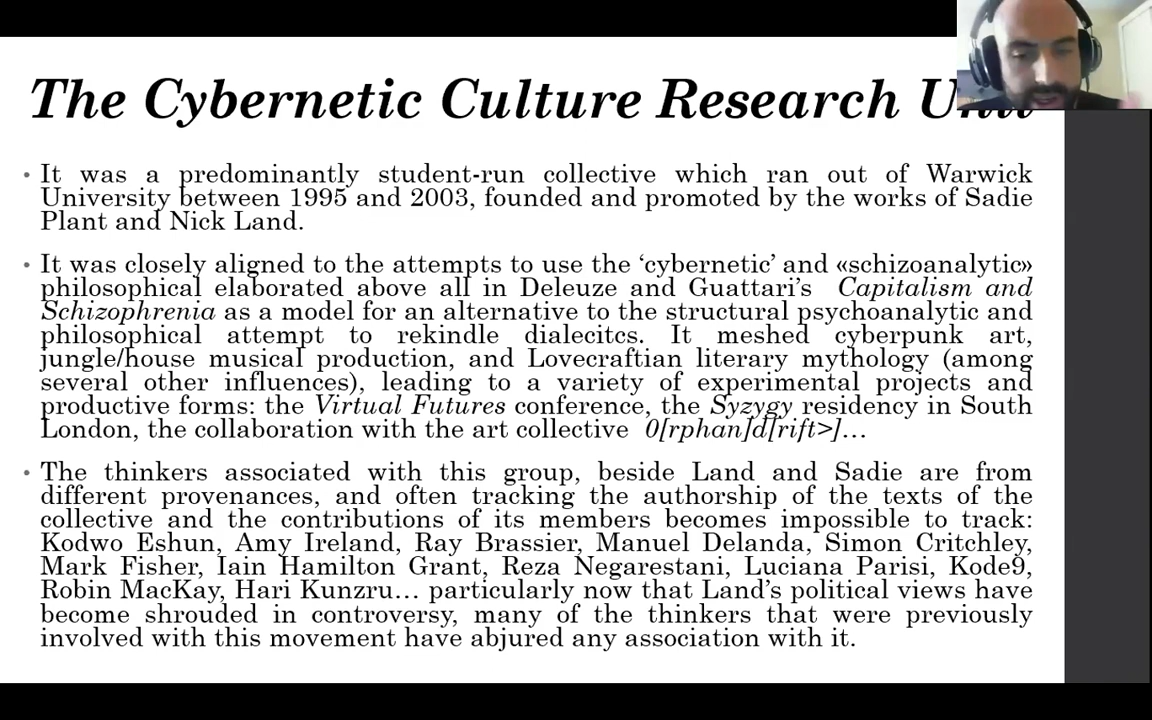 The Cybernetic Culture Research
• It was a predominantly student-run collective which ran out of Warwick
University between 1995 and 2003, founded and promoted by the works of Sadie
Plant and Nick Land.
• It was closely aligned to the attempts to use the ‘cybernetic’ and «schizoanalytic»
philosophical elaborated above all in Deleuze and Guattari’s Capitalism and
Schizophrenia as a model for an alternative to the structural psychoanalytic and
philosophical attempt to rekindle dialecitcs. It meshed cyberpunk art,
jungle/house musical production, and Lovecraftian literary mythology (among
several other influences), leading to a variety of experimental projects and
productive forms: the Virtual Futures conference, the Syzygy residency in South
London, the collaboration with the art collective 0[rphan]d[rift>]…
• The thinkers associated with this group, beside Land and Sadie are from
different provenances, and often tracking the authorship of the texts of the
collective and the contributions of its members becomes impossible to track:
Kodwo Eshun, Amy Ireland, Ray Brassier, Manuel Delanda, Simon Critchley,
Mark Fisher, Iain Hamilton Grant, Reza Negarestani, Luciana Parisi, Kode9,
Robin MacKay, Hari Kunzru… particularly now that Land’s political views have
become shrouded in controversy, many of the thinkers that were previously
involved with this movement have abjured any association with it.